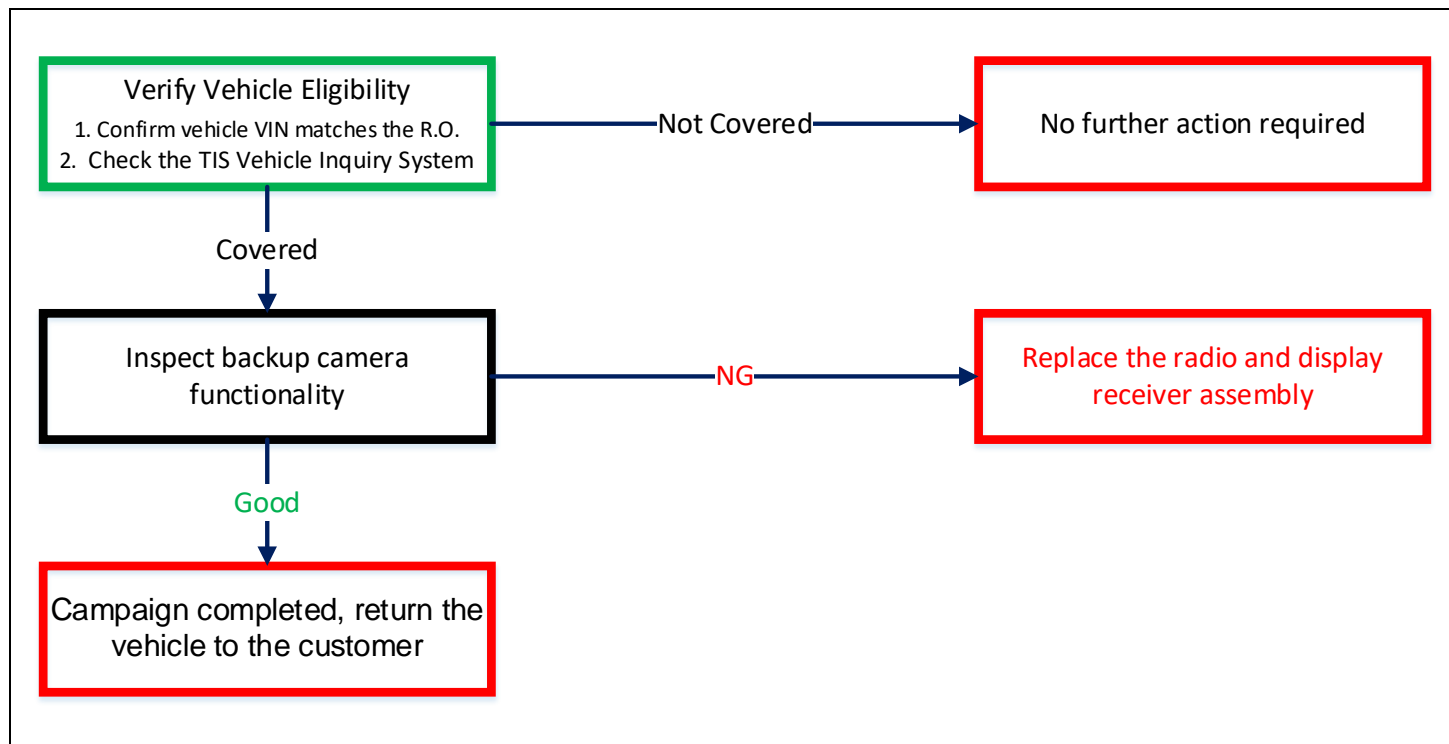 Verify Vehicle Eligibility
1. Confirm vehicle VIN matches the R.O.
2. Check the TIS Vehicle Inquiry System
Not Covered
No further action required
Covered
Inspect backup camera
functionality
NG
Replace the radio and display
receiver assembly
Good
Campaign completed, return the
vehicle to the customer